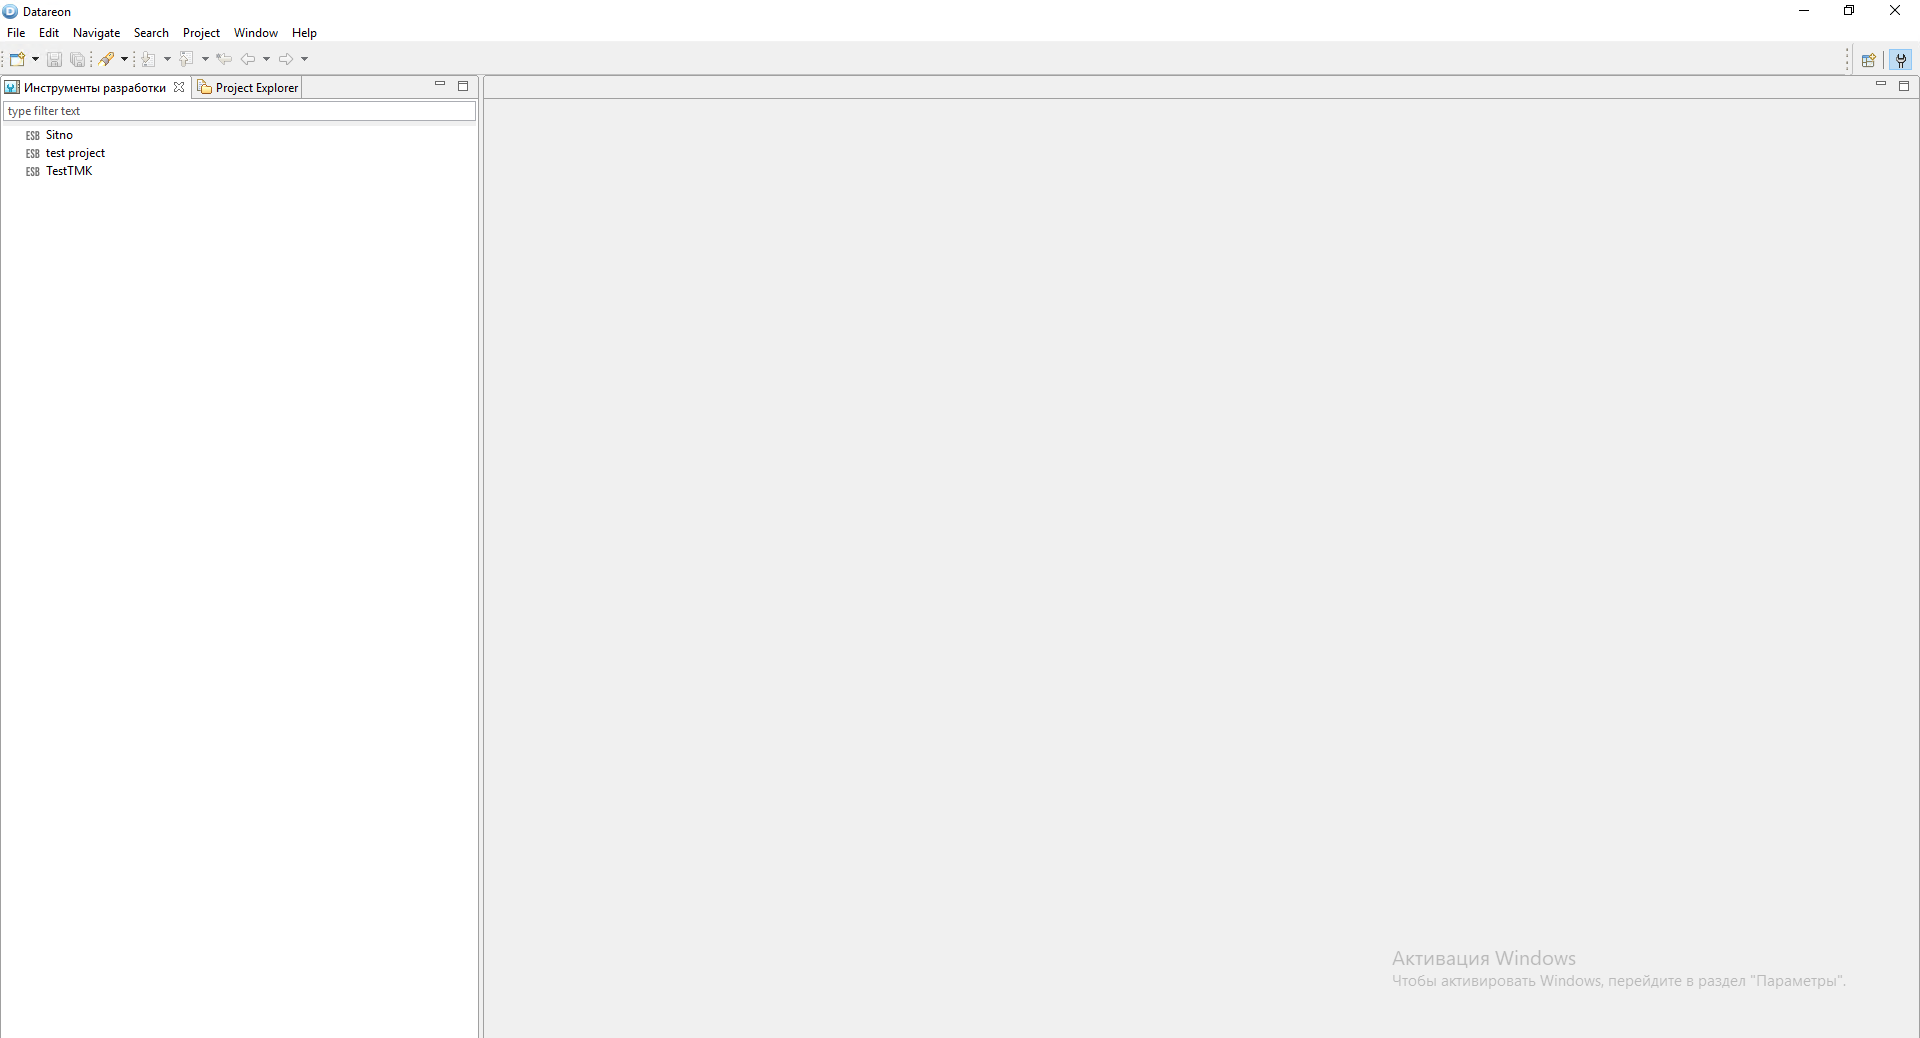 Datareon
File Edit Navigate Search Project Window Help
Инструменты разработки Project Explorer
type filter text
ESB Sitno
ESB test project
ESB TestTMK
Активация Windows
Чтобы активировать Windows, перейдите в раздел "Параметры".